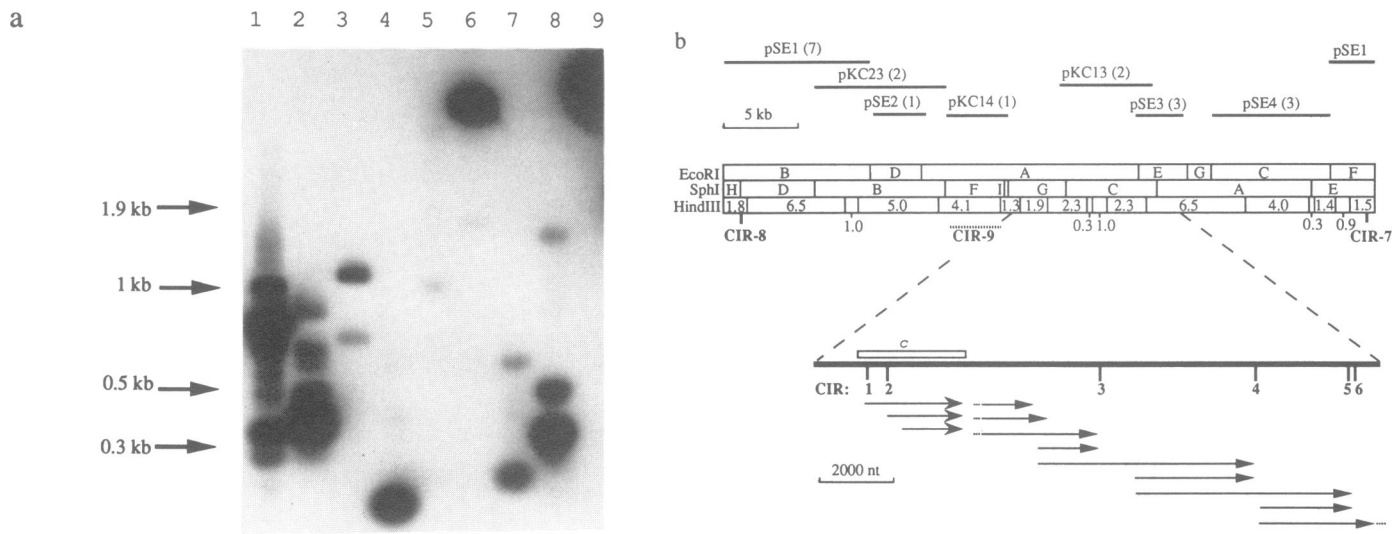 a
1 2 3 4 5 6 7 8 9
1.9 kb
1 kb
0.5 kb
0.3 kb
b
pSE1 (7) pSE1
pKC23 (2) pKC13 (2)
pSE2 (1) pKC14 (1) pSE3 (3) pSE4 (3)
5 kb
EcoRI B D A E G C F
SphI H D B F I G C A E
HindIII 1.8 6.5 5.0 4.1 1.3 1.9 2.3 2.3 6.5 4.0 1.4 1.5
1.0 0.3 1.0 0.3 0.9
CIR-8 CIR-9 CIR-7
c
CIR: 1 2 3 4 5 6
2000 nt